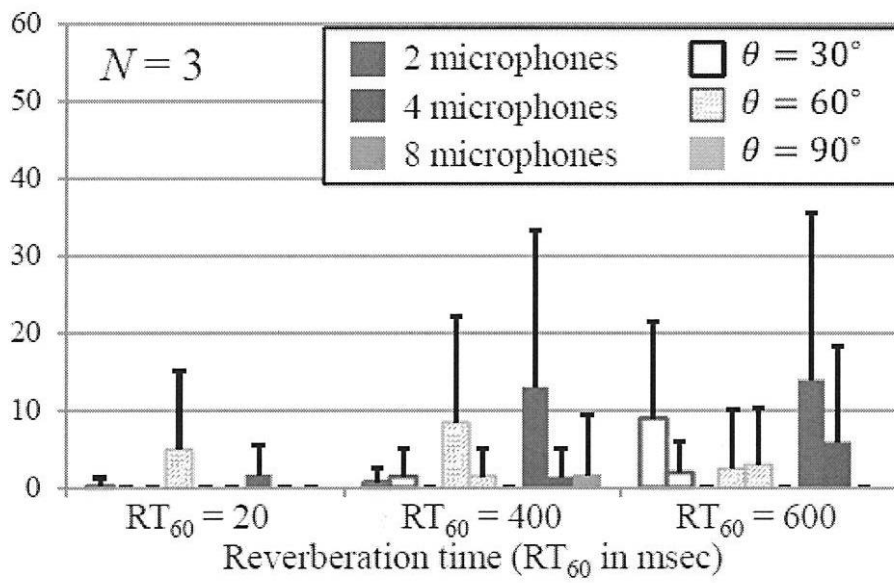 60
50
40
30
20
10
0
N = 3
2 microphones
4 microphones
8 microphones
θ = 30°
θ = 60°
θ = 90°
RT60 = 20
RT60 = 400
RT60 = 600
Reverberation time (RT60 in msec)